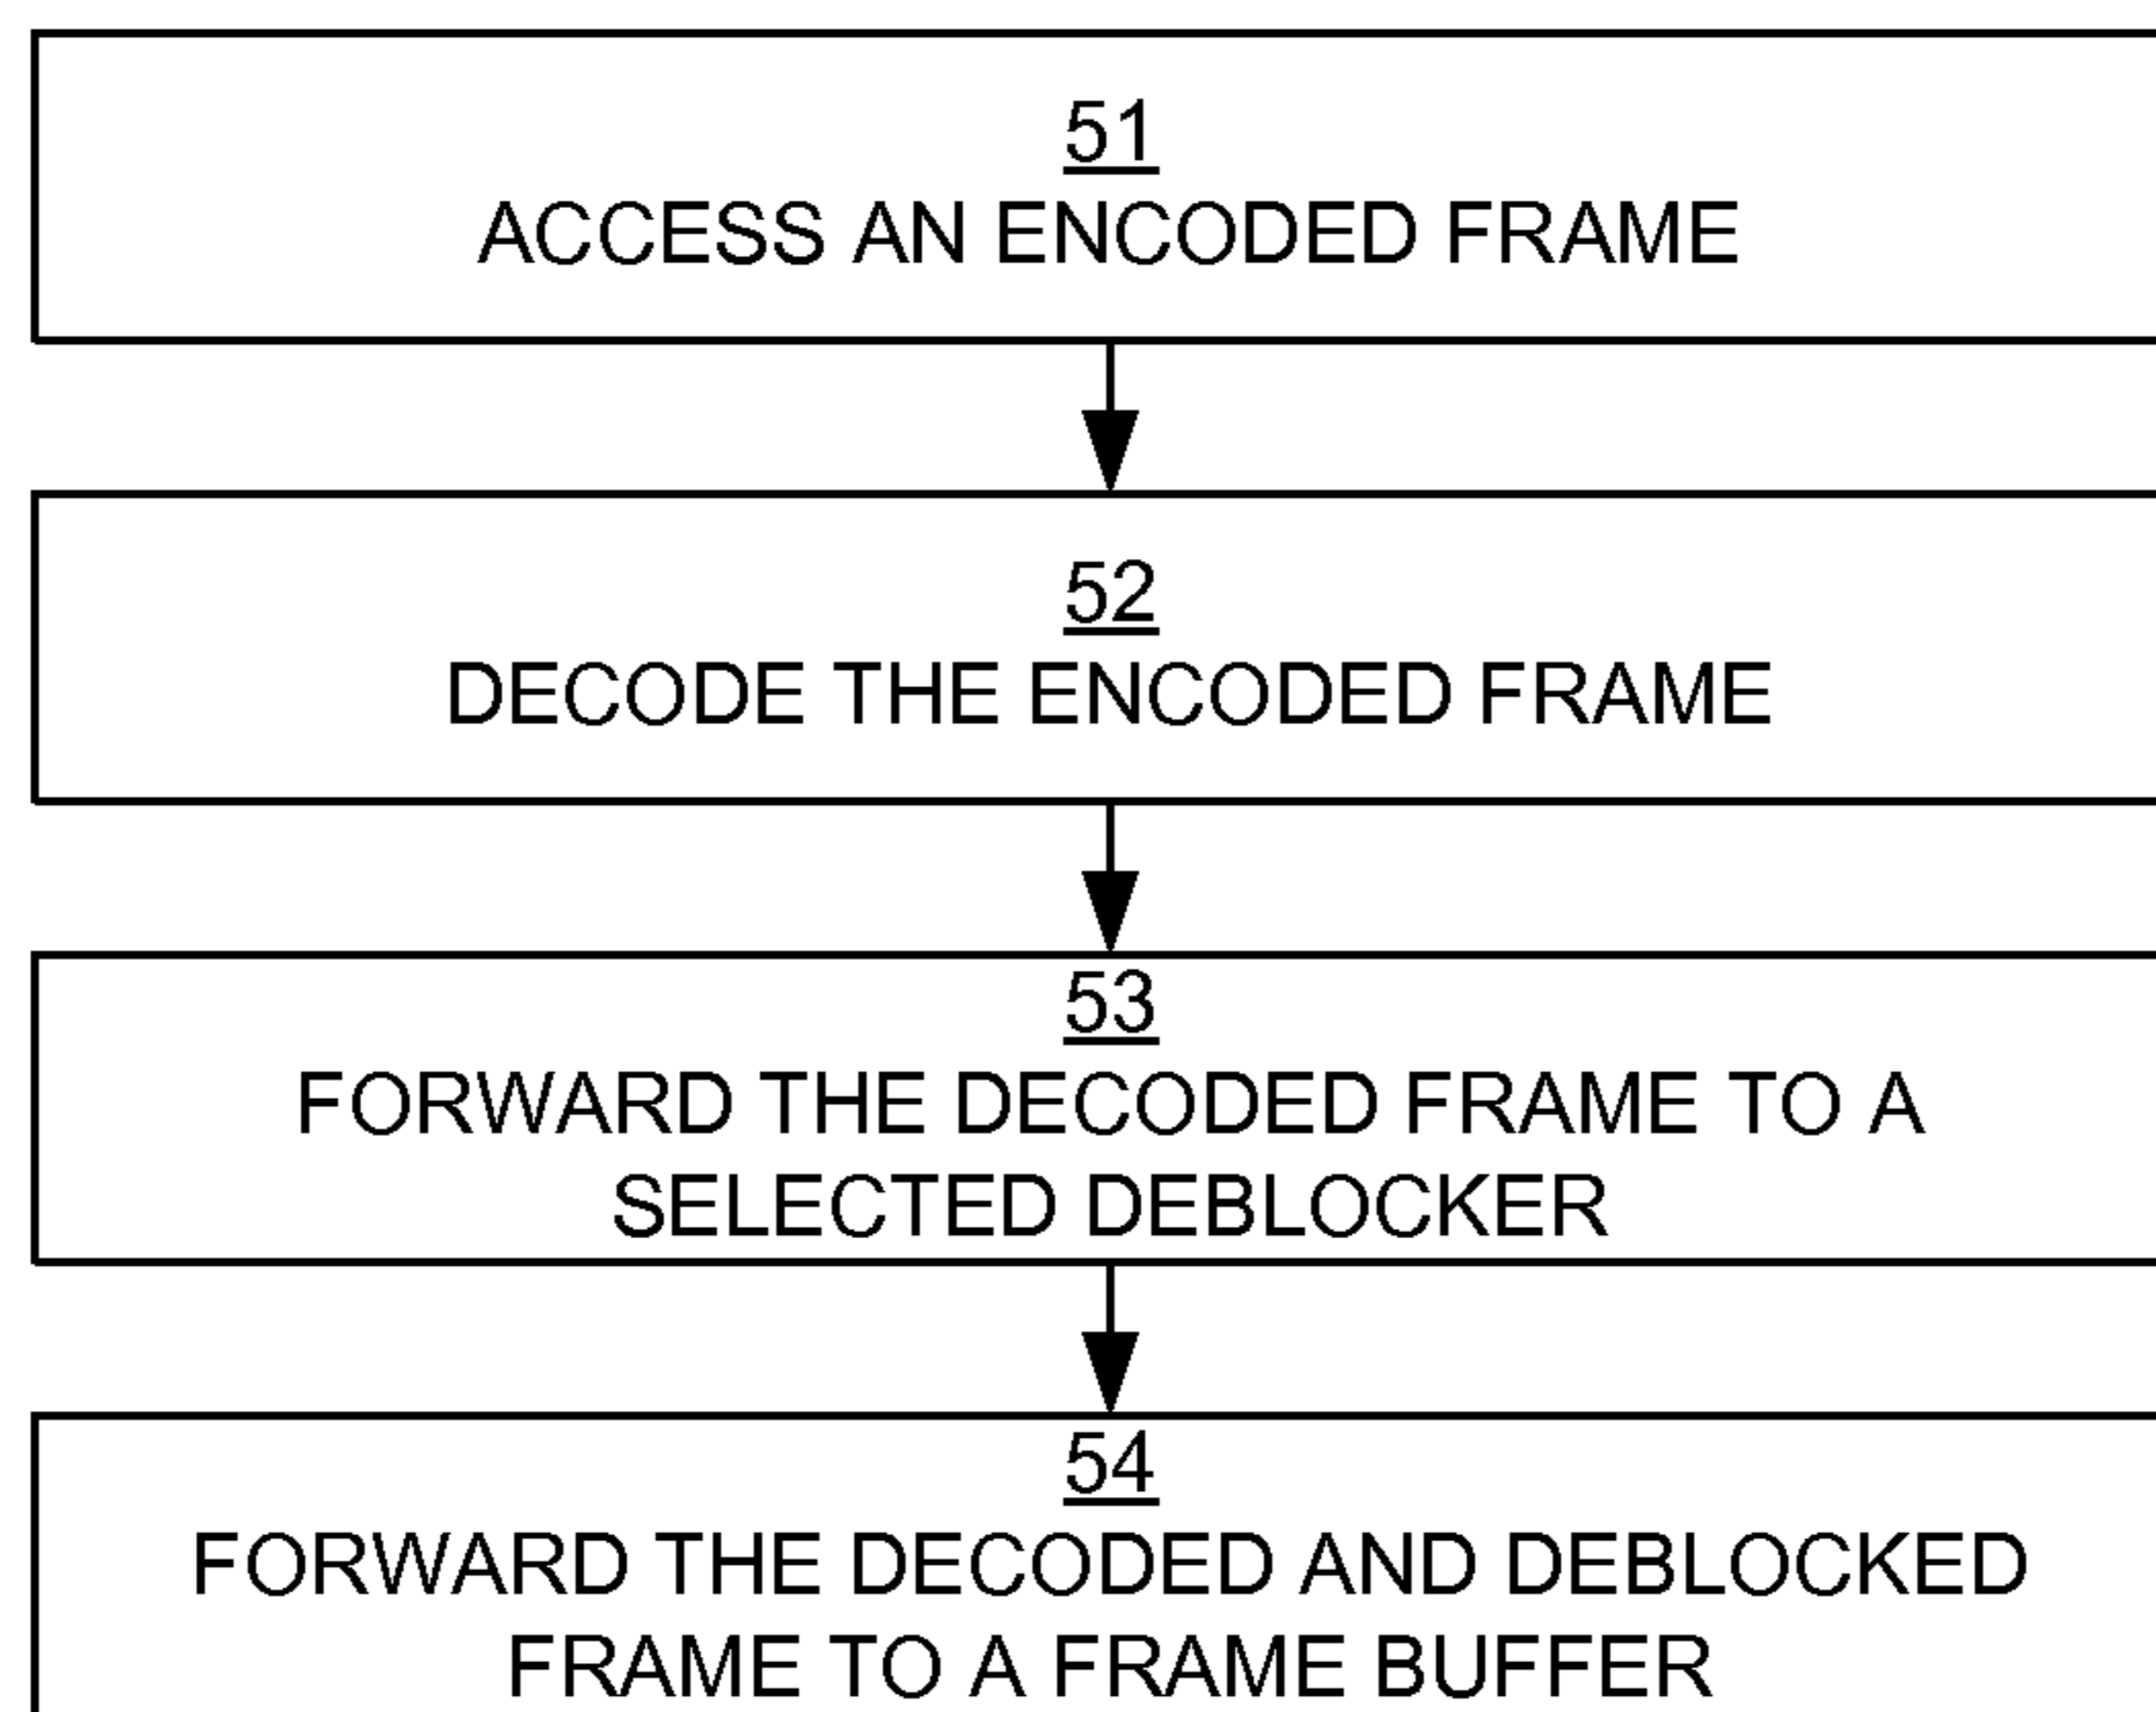 51
ACCESS AN ENCODED FRAME
52
DECODE THE ENCODED FRAME
53
FORWARD THE DECODED FRAME TO A
SELECTED DEBLOCKER
54
FORWARD THE DECODED AND DEBLOCKED
FRAME TO A FRAME BUFFER